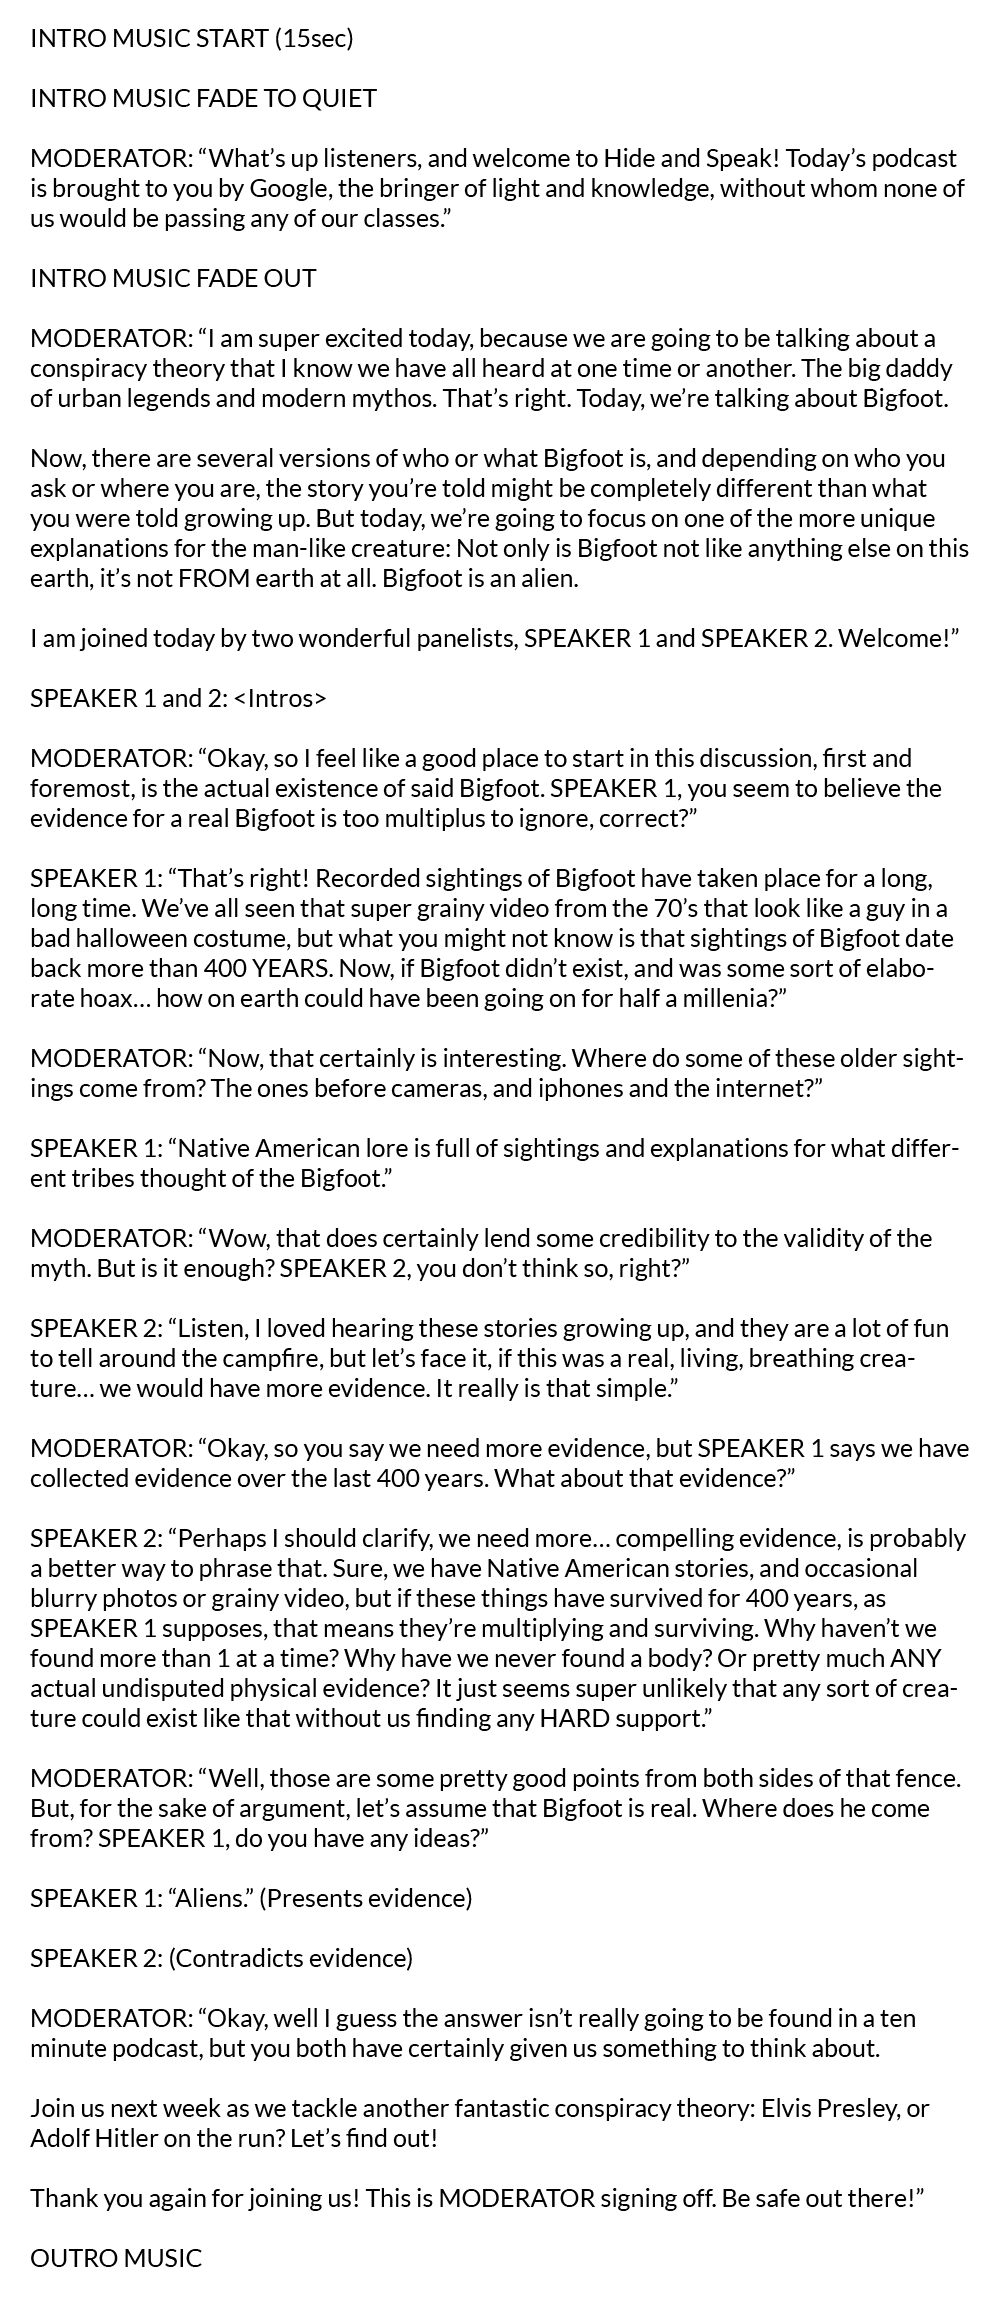 INTRO MUSIC START (15sec)
INTRO MUSIC FADE TO QUIET
MODERATOR: “What’s up listeners, and welcome to Hide and Speak! Today’s podcast
is brought to you by Google, the bringer of light and knowledge, without whom none of
us would be passing any of our classes.”
INTRO MUSIC FADE OUT
MODERATOR: “I am super excited today, because we are going to be talking about a
conspiracy theory that I know we have all heard at one time or another. The big daddy
of urban legends and modern mythos. That’s right. Today, we’re talking about Bigfoot.
Now, there are several versions of who or what Bigfoot is, and depending on who you
ask or where you are, the story you’re told might be completely different than what
you were told growing up. But today, we’re going to focus on one of the more unique
explanations for the man-like creature: Not only is Bigfoot not like anything else on this
earth, it’s not FROM earth at all. Bigfoot is an alien.
I am joined today by two wonderful panelists, SPEAKER 1 and SPEAKER 2. Welcome!”
SPEAKER 1 and 2: <Intros>
MODERATOR: “Okay, so I feel like a good place to start in this discussion, first and
foremost, is the actual existence of said Bigfoot. SPEAKER 1, you seem to believe the
evidence for a real Bigfoot is too multiplus to ignore, correct?”
SPEAKER 1: “That’s right! Recorded sightings of Bigfoot have taken place for a long,
long time. We’ve all seen that super grainy video from the 70’s that look like a guy in a
bad halloween costume, but what you might not know is that sightings of Bigfoot date
back more than 400 YEARS. Now, if Bigfoot didn’t exist, and was some sort of elabo-
rate hoax… how on earth could have been going on for half a millenia?”
MODERATOR: “Now, that certainly is interesting. Where do some of these older sight-
ings come from? The ones before cameras, and iphones and the internet?”
SPEAKER 1: “Native American lore is full of sightings and explanations for what differ-
ent tribes thought of the Bigfoot.”
MODERATOR: “Wow, that does certainly lend some credibility to the validity of the
myth. But is it enough? SPEAKER 2, you don’t think so, right?”
SPEAKER 2: “Listen, I loved hearing these stories growing up, and they are a lot of fun
to tell around the campfire, but let’s face it, if this was a real, living, breathing crea-
ture… we would have more evidence. It really is that simple.”
MODERATOR: “Okay, so you say we need more evidence, but SPEAKER 1 says we have
collected evidence over the last 400 years. What about that evidence?”
SPEAKER 2: “Perhaps I should clarify, we need more… compelling evidence, is probably
a better way to phrase that. Sure, we have Native American stories, and occasional
blurry photos or grainy video, but if these things have survived for 400 years, as
SPEAKER 1 supposes, that means they’re multiplying and surviving. Why haven’t we
found more than 1 at a time? Why have we never found a body? Or pretty much ANY
actual undisputed physical evidence? It just seems super unlikely that any sort of crea-
ture could exist like that without us finding any HARD support.”
MODERATOR: “Well, those are some pretty good points from both sides of that fence.
But, for the sake of argument, let’s assume that Bigfoot is real. Where does he come
from? SPEAKER 1, do you have any ideas?”
SPEAKER 1: “Aliens.” (Presents evidence)
SPEAKER 2: (Contradicts evidence)
MODERATOR: “Okay, well I guess the answer isn’t really going to be found in a ten
minute podcast, but you both have certainly given us something to think about.
Join us next week as we tackle another fantastic conspiracy theory: Elvis Presley, or
Adolf Hitler on the run? Let’s find out!
Thank you again for joining us! This is MODERATOR signing off. Be safe out there!”
OUTRO MUSIC